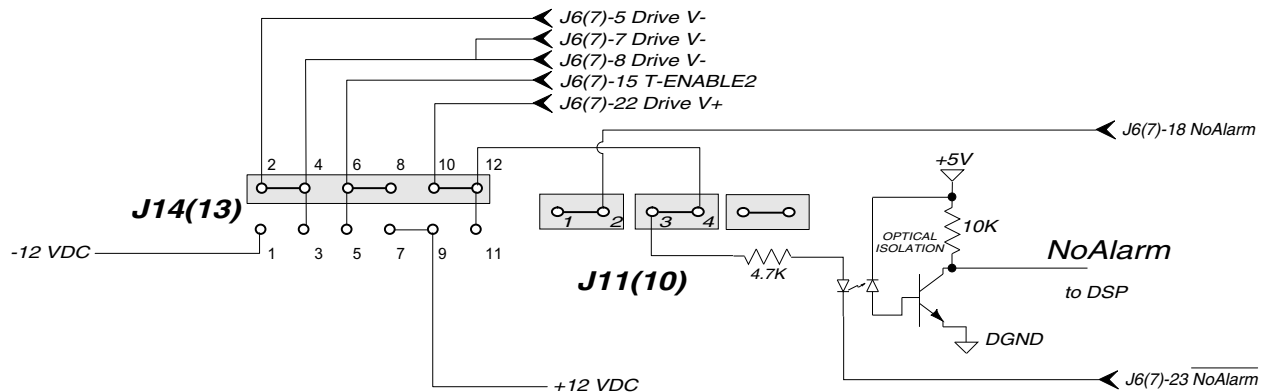 J6(7)-5 Drive V-
J6(7)-7 Drive V-
J6(7)-8 Drive V-
J6(7)-15 T-ENABLE2
J6(7)-22 Drive V+
J6(7)-18 NoAlarm
2 4 6 8 10 12
+5V
J14(13)
1 2 3 4
OPTICAL
ISOLATION
10K
NoAlarm
-12 VDC
1 3 5 7 9 11
J11(10)
4.7K
to DSP
DGND
+12 VDC
J6(7)-23 NoAlarm